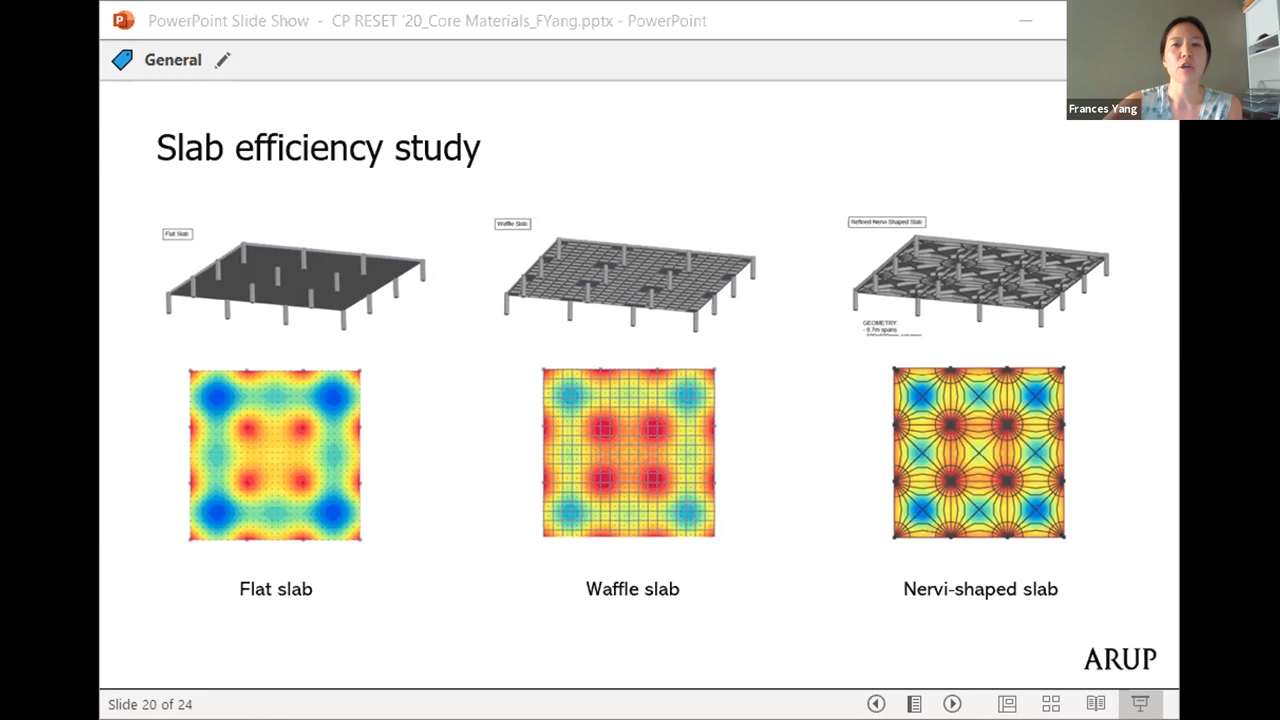 PowerPoint Slide Show - CP RESET '20_Core Materials_FYang.pptx - PowerPoint
General
Frances Yang
Slab efficiency study
Flat Slab
Waffle Slab
Refined Nervi-Shaped Slab
GEOMETRY:
Flat slab
Waffle slab
Nervi-shaped slab
ARUP
Slide 20 of 24